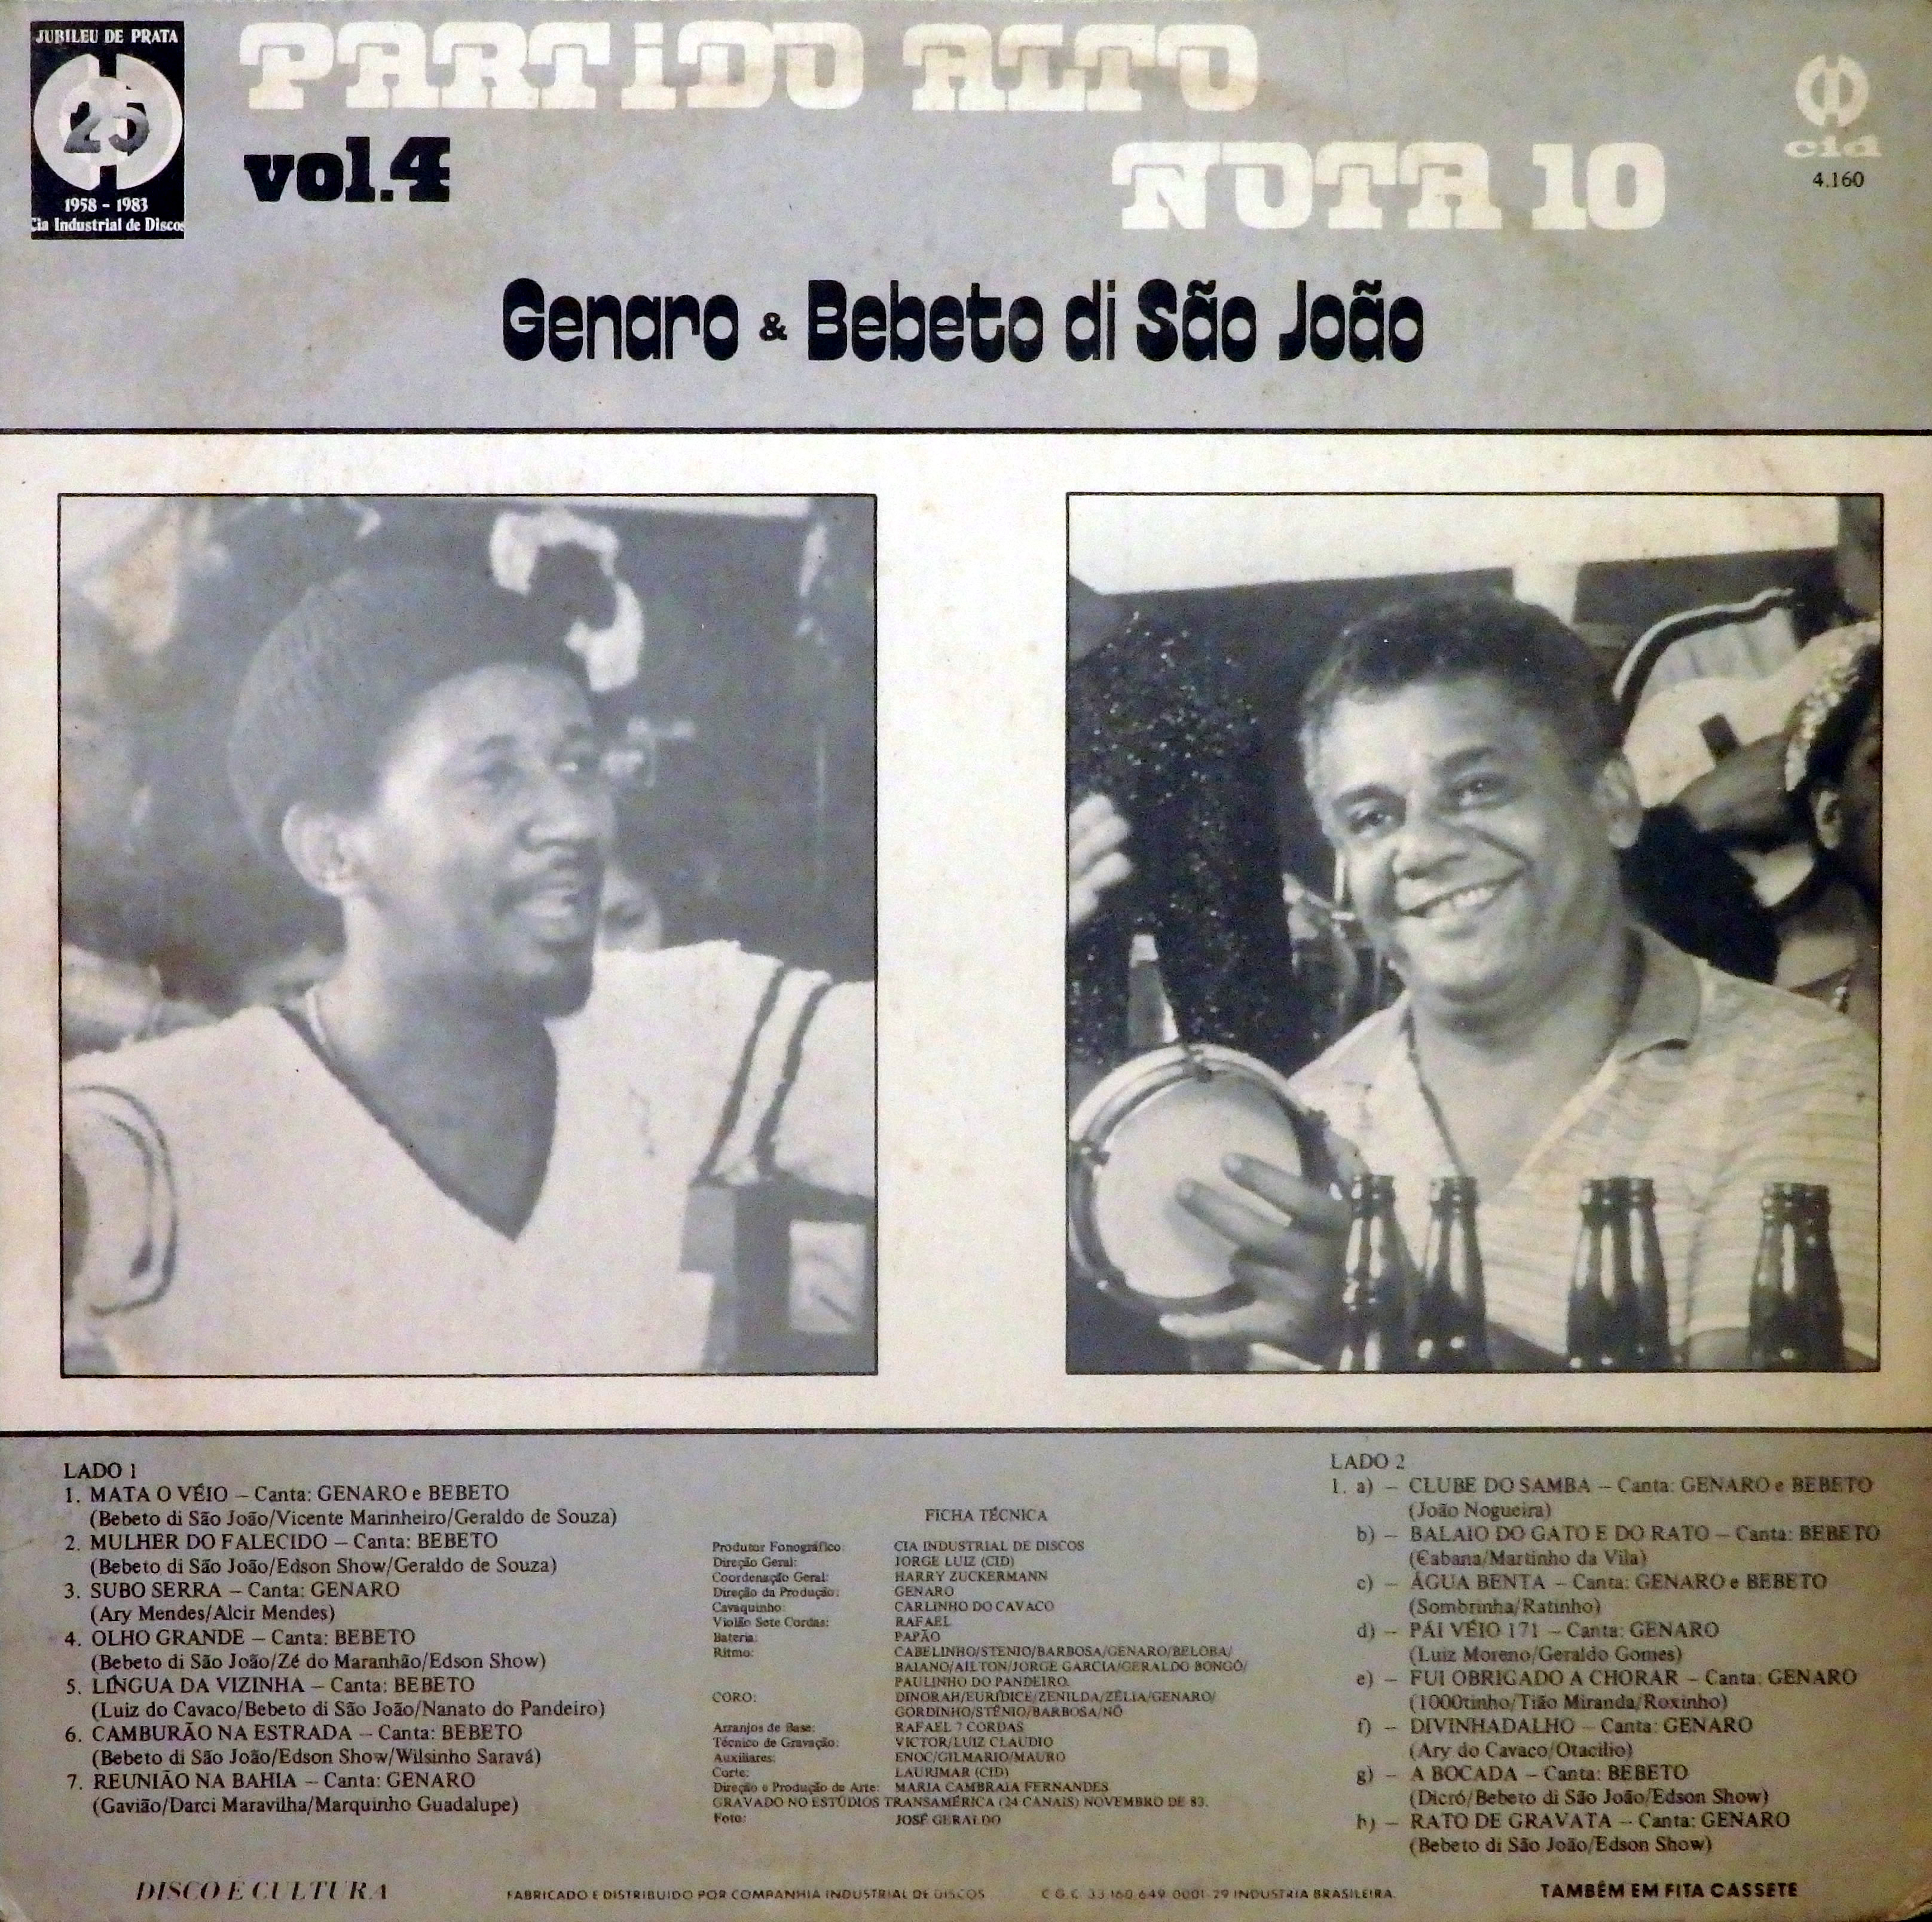 JUBILEU DE PRATA
25
1958 - 1983
Cia Industrial de Discos
PARTIDO ALTO
vol.4
NOTA 10
cid
4.160
Genaro & Bebeto di São João
LADO 1
1. MATA O VÉIO – Canta: GENARO e BEBETO
(Bebeto di São João/Vicente Marinheiro/Geraldo de Souza)
2. MULHER DO FALECIDO – Canta: BEBETO
(Bebeto di São João/Edson Show/Geraldo de Souza)
3. SUBO SERRA – Canta: GENARO
(Ary Mendes/Alcir Mendes)
4. OLHO GRANDE – Canta: BEBETO
(Bebeto di São João/Zé do Maranhão/Edson Show)
5. LÍNGUA DA VIZINHA – Canta: BEBETO
(Luiz do Cavaco/Bebeto di São João/Nanato do Pandeiro)
6. CAMBURÃO NA ESTRADA – Canta: BEBETO
(Bebeto di São João/Edson Show/Wilsinho Saravá)
7. REUNIÃO NA BAHIA – Canta: GENARO
(Gavião/Darci Maravilha/Marquinho Guadalupe)
FICHA TÉCNICA
Produtor Fonográfico: CIA INDUSTRIAL DE DISCOS
Direção Geral: JORGE LUIZ (CID)
Coordenação Geral: HARRY ZUCKERMANN
Direção da Produção: GENARO
Cavaquinho: CARLINHO DO CAVACO
Violão Sete Cordas: RAFAEL
Bateria: PAPÃO
Ritmo: CABELINHO/STENIO/BARBOSA/GENARO/BELOBA/
BAIANO/AILTON/JORGE GARCIA/GERALDO BONGÔ/
PAULINHO DO PANDEIRO.
CORO: DINORAH/EURÍDICE/ZENILDA/ZÉLIA/GENARO/
GORDINHO/STÊNIO/BARBOSA/NÔ
Arranjos de Base: RAFAEL 7 CORDAS
Técnico de Gravação: VICTOR/LUIZ CLAUDIO
Auxiliares: ENOC/GILMARIO/MAURO
Corte: LAURIMAR (CID)
Direção e Produção de Arte: MARIA CAMBRAIA FERNANDES
GRAVADO NO ESTÚDIOS TRANSAMÉRICA (24 CANAIS) NOVEMBRO DE 83.
Foto: JOSÉ GERALDO
LADO 2
1. a) – CLUBE DO SAMBA – Canta: GENARO e BEBETO
(João Nogueira)
b) – BALAIO DO GATO E DO RATO – Canta: BEBETO
(Cabana/Martinho da Vila)
c) – ÁGUA BENTA – Canta: GENARO e BEBETO
(Sombrinha/Ratinho)
d) – PAI VÉIO 171 – Canta: GENARO
(Luiz Moreno/Geraldo Gomes)
e) – FUI OBRIGADO A CHORAR – Canta: GENARO
(1000tinho/Tião Miranda/Roxinho)
f) – DIVINHADALHO – Canta: GENARO
(Ary do Cavaco/Otacilio)
g) – A BOCADA – Canta: BEBETO
(Dicró/Bebeto di São João/Edson Show)
h) – RATO DE GRAVATA – Canta: GENARO
(Bebeto di São João/Edson Show)
DISCO É CULTURA
FABRICADO E DISTRIBUIDO POR COMPANHIA INDUSTRIAL DE DISCOS
C.G.C. 33.160.649/0001-29 INDUSTRIA BRASILEIRA.
TAMBÉM EM FITA CASSETE